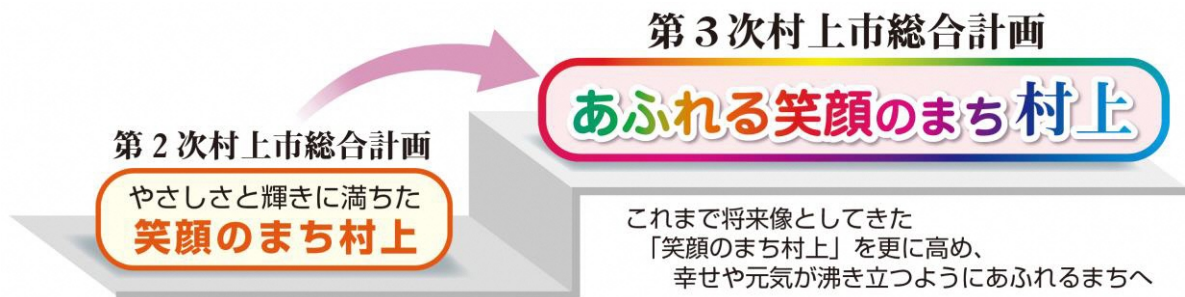 第2次村上市総合計画
やさしさと輝きに満ちた
笑顔のまち村上
第3次村上市総合計画
あふれる笑顔のまち村上
これまで将来像としてきた
「笑顔のまち村上」を更に高め、
幸せや元気が沸き立つようにあふれるまちへ